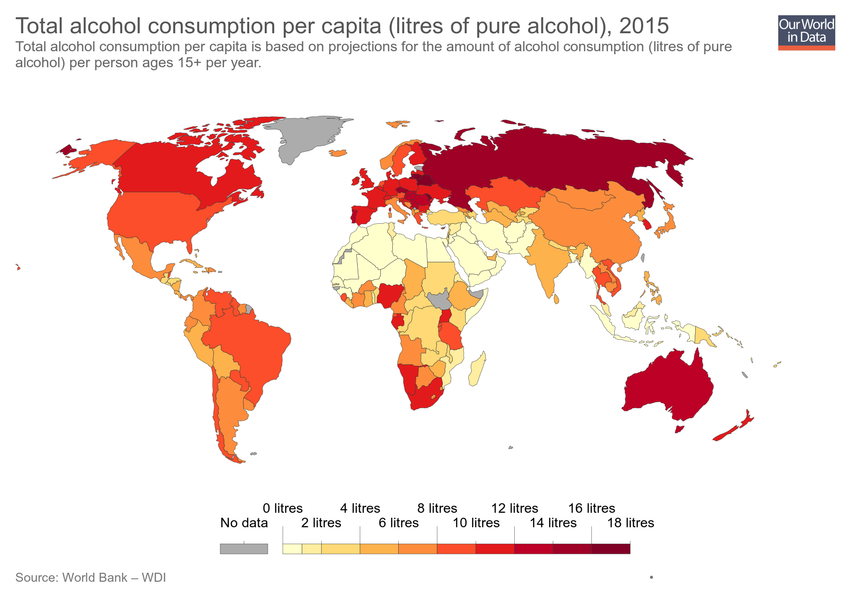 Total alcohol consumption per capita (litres of pure alcohol), 2015
Our World
in Data
Total alcohol consumption per capita is based on projections for the amount of alcohol consumption (litres of pure
alcohol) per person ages 15+ per year.
0 litres 4 litres 8 litres 12 litres 16 litres
No data 2 litres 6 litres 10 litres 14 litres 18 litres
Source: World Bank – WDI